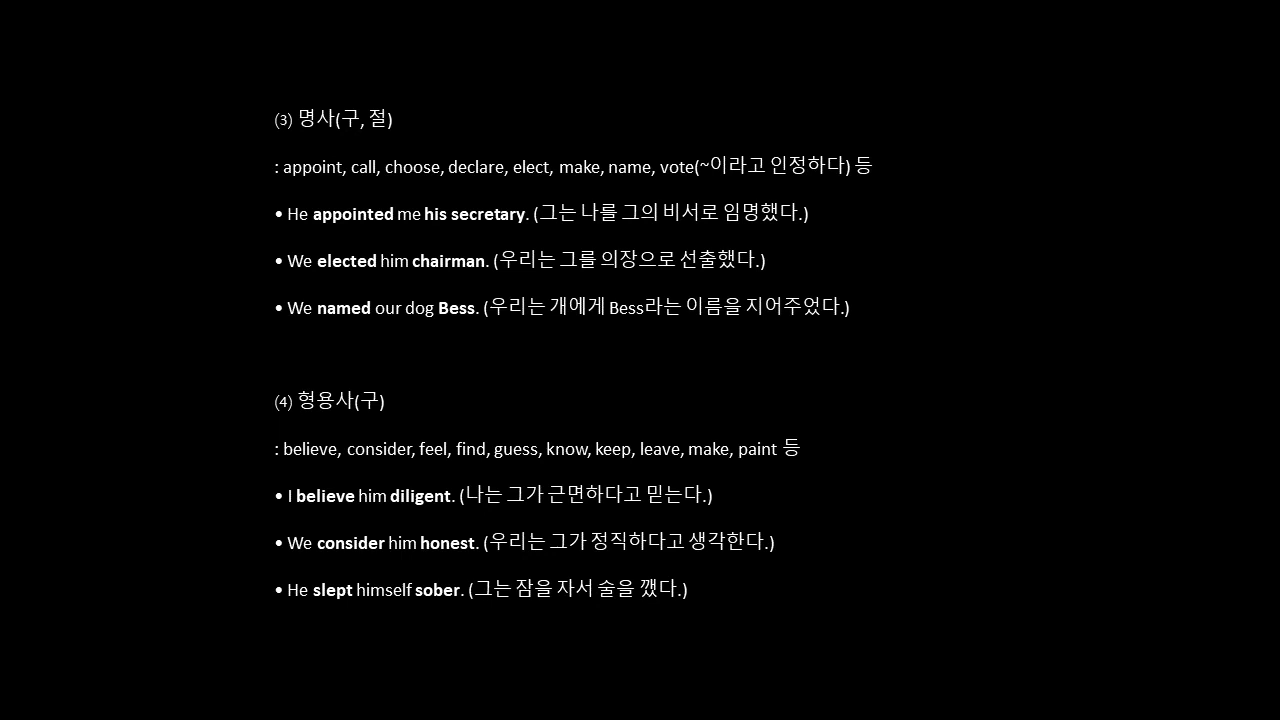 (3) 명사(구, 절)
: appoint, call, choose, declare, elect, make, name, vote(~이라고 인정하다) 등
• He appointed me his secretary. (그는 나를 그의 비서로 임명했다.)
• We elected him chairman. (우리는 그를 의장으로 선출했다.)
• We named our dog Bess. (우리는 개에게 Bess라는 이름을 지어주었다.)
(4) 형용사(구)
: believe, consider, feel, find, guess, know, keep, leave, make, paint 등
• I believe him diligent. (나는 그가 근면하다고 믿는다.)
• We consider him honest. (우리는 그가 정직하다고 생각한다.)
• He slept himself sober. (그는 잠을 자서 술을 깼다.)